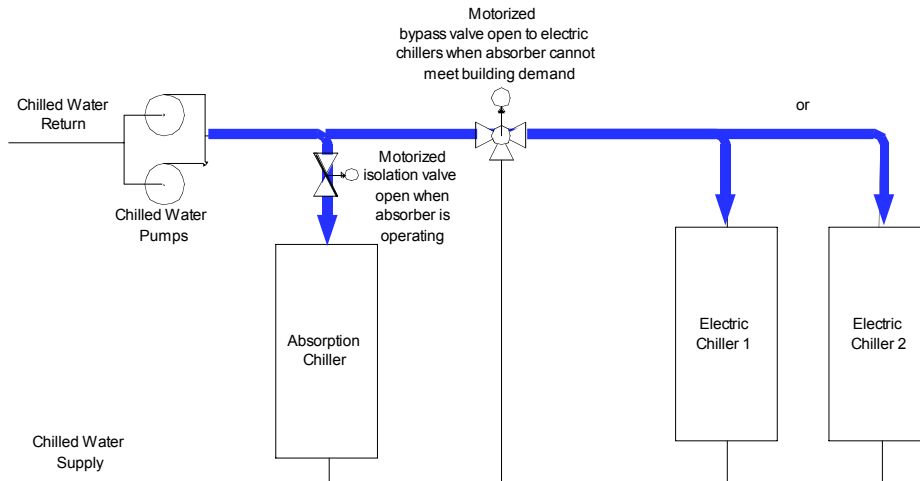 Motorized
bypass valve open to electric
chillers when absorber cannot
meet building demand
Chilled Water
Return
or
Motorized
isolation valve
open when
absorber is
operating
Chilled Water
Pumps
Absorption
Chiller
Electric
Chiller 1
Electric
Chiller 2
Chilled Water
Supply